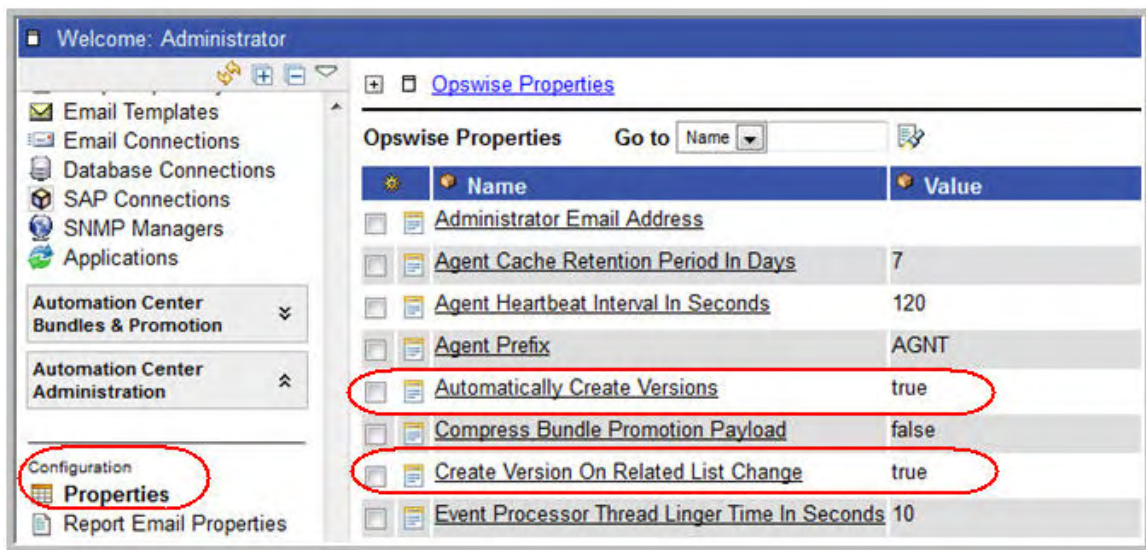 Welcome: Administrator
Email Templates
Email Connections
Database Connections
SAP Connections
SNMP Managers
Applications
Automation Center
Bundles & Promotion
Automation Center
Administration
Configuration
Properties
Report Email Properties
Opswise Properties
Opswise Properties Go to Name
Name Value
Administrator Email Address
Agent Cache Retention Period In Days 7
Agent Heartbeat Interval In Seconds 120
Agent Prefix AGNT
Automatically Create Versions true
Compress Bundle Promotion Payload false
Create Version On Related List Change true
Event Processor Thread Linger Time In Seconds 10